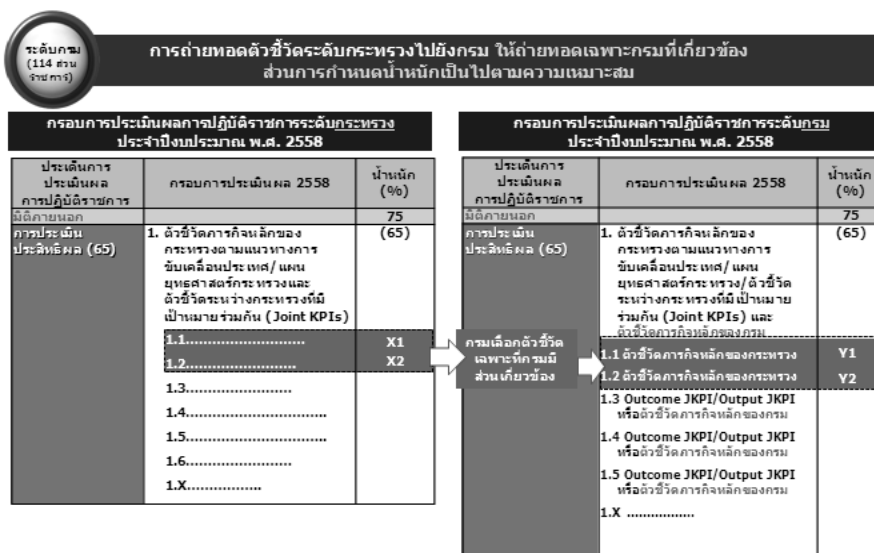 ระดับกรม
(114 ส่วน
ราชการ)
การถ่ายทอดตัวชี้วัดระดับกระทรวงไปยังกรม ให้ถ่ายทอดเฉพาะกรมที่เกี่ยวข้อง
ส่วนการกำหนดน้ำหนักเป็นไปตามความเหมาะสม
กรอบการประเมินผลการปฏิบัติราชการระดับกระทรวง
ประจำปีงบประมาณ พ.ศ. 2558
ประเด็นการ
ประเมินผล
การปฏิบัติราชการ
กรอบการประเมินผล 2558
น้ำหนัก
(%)
มิติภายนอก
75
การประเมิน
ประสิทธิผล (65)
1. ตัวชี้วัดภารกิจหลักของ
กระทรวงตามแนวทางการ
ขับเคลื่อนประเทศ/แผน
ยุทธศาสตร์กระทรวงและ
ตัวชี้วัดระหว่างกระทรวงที่มี
เป้าหมายร่วมกัน (Joint KPIs)
(65)
1.1...........................
X1
1.2.........................
X2
1.3........................
1.4................................
1.5................................
1.6........................
1.X.................
กรมเลือกตัวชี้วัด
เฉพาะที่กรมมี
ส่วนเกี่ยวข้อง
กรอบการประเมินผลการปฏิบัติราชการระดับกรม
ประจำปีงบประมาณ พ.ศ. 2558
ประเด็นการ
ประเมินผล
การปฏิบัติราชการ
กรอบการประเมินผล 2558
น้ำหนัก
(%)
มิติภายนอก
75
การประเมิน
ประสิทธิผล (65)
1. ตัวชี้วัดภารกิจหลักของ
กระทรวงตามแนวทางการ
ขับเคลื่อนประเทศ/แผน
ยุทธศาสตร์กระทรวง/ตัวชี้วัด
ระหว่างกระทรวงที่มีเป้าหมาย
ร่วมกัน (Joint KPIs) และ
ตัวชี้วัดภารกิจหลักของกรม
(65)
1.1 ตัวชี้วัดภารกิจหลักของกระทรวง
Y1
1.2 ตัวชี้วัดภารกิจหลักของกระทรวง
Y2
1.3 Outcome JKPI/Output JKPI
หรือตัวชี้วัดภารกิจหลักของกรม
1.4 Outcome JKPI/Output JKPI
หรือตัวชี้วัดภารกิจหลักของกรม
1.5 Outcome JKPI/Output JKPI
หรือตัวชี้วัดภารกิจหลักของกรม
1.X ................